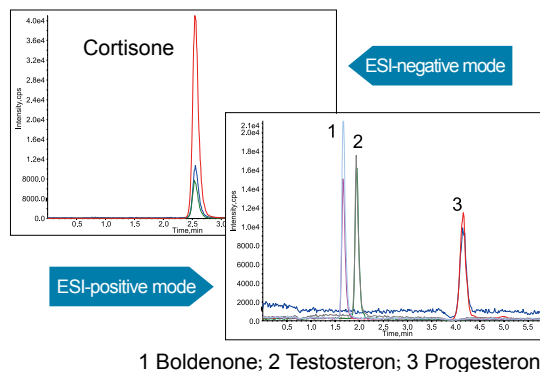 4.0e4
3.6e4
3.2e4
2.8e4
2.4e4
2.0e4
1.6e4
1.2e4
8000.0
4000.0
0.0
Intensity,cps
Cortisone
0.5 1.0 1.5 2.0 2.5 3.0
Time,min
ESI-negative mode
2.1e4
2.0e4
1.8e4
1.6e4
1.4e4
1.2e4
1.0e4
8000.0
6000.0
4000.0
2000.0
0.0
Intensity,cps
1
2
3
0.5 1.0 1.5 2.0 2.5 3.0 3.5 4.0 4.5 5.0 5.5
Time,min
ESI-positive mode
1 Boldenone; 2 Testosteron; 3 Progesteron